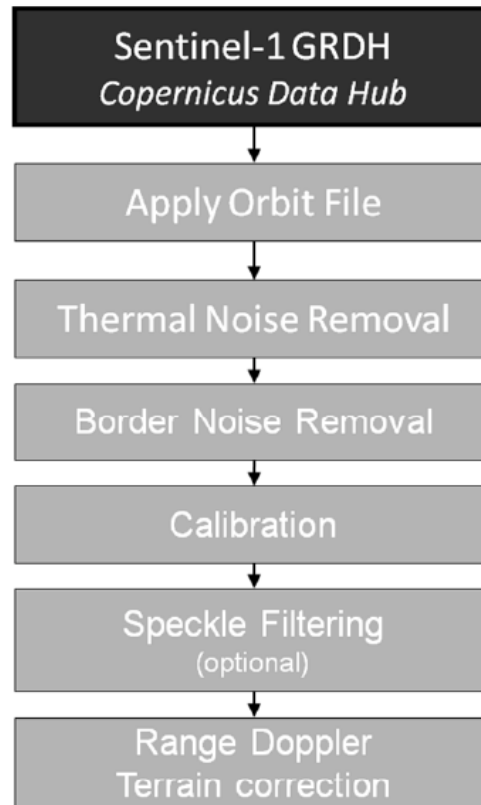 Sentinel-1 GRDH
Copernicus Data Hub
Apply Orbit File
Thermal Noise Removal
Border Noise Removal
Calibration
Speckle Filtering
(optional)
Range Doppler
Terrain correction